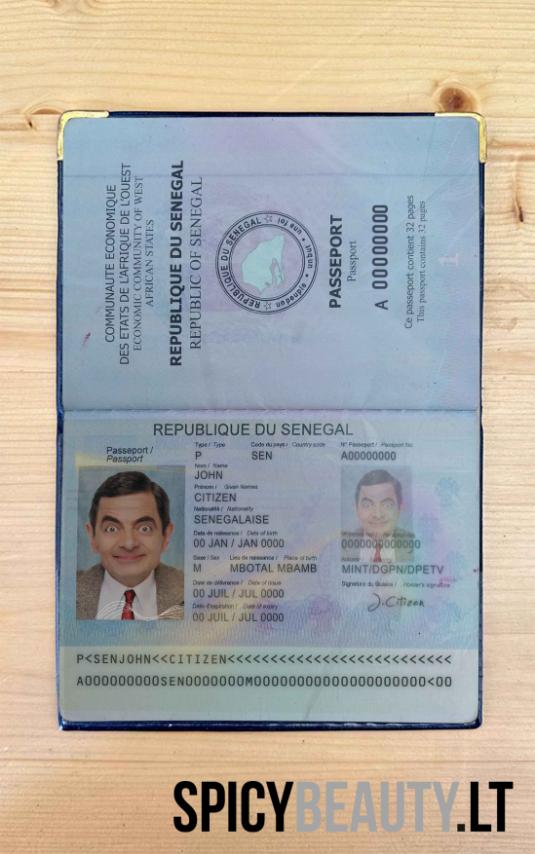 COMMUNAUTE ECONOMIQUE
DES ETATS DE L'AFRIQUE DE L'OUEST
ECONOMIC COMMUNITY OF WEST
AFRICAN STATES
REPUBLIQUE DU SENEGAL
REPUBLIC OF SENEGAL
REPUBLIQUE DU SENEGAL ☆ un peuple • un but • une foi ☆
PASSEPORT
Passport
A 00000000
Ce passeport contient 32 pages
This passport contains 32 pages
1
REPUBLIQUE DU SENEGAL
Passeport /
Passport
Type / Type Code du pays / Country code N° Passeport / Passport No.
P SEN A00000000
Nom / Name
JOHN
Prénom / Given Names
CITIZEN
Nationalité / Nationality
SENEGALAISE
Date de naissance / Date of birth
00 JAN / JAN 0000 0000000000000
Sexe / Sex Lieu de naissance / Place of birth
M MBOTAL MBAMB MINT/DGPN/DPETV
Date de délivrance / Date of issue Signature du titulaire / Holder's signature
00 JUIL / JUL 0000 J.Citizen
Date d'expiration / Date of expiry
00 JUIL / JUL 0000
P<SENJOHN<<CITIZEN<<<<<<<<<<<<<<<<<<<<<<<<<<<
A000000000SEN0000000M00000000000000000000000<00
SPICYBEAUTY.LT